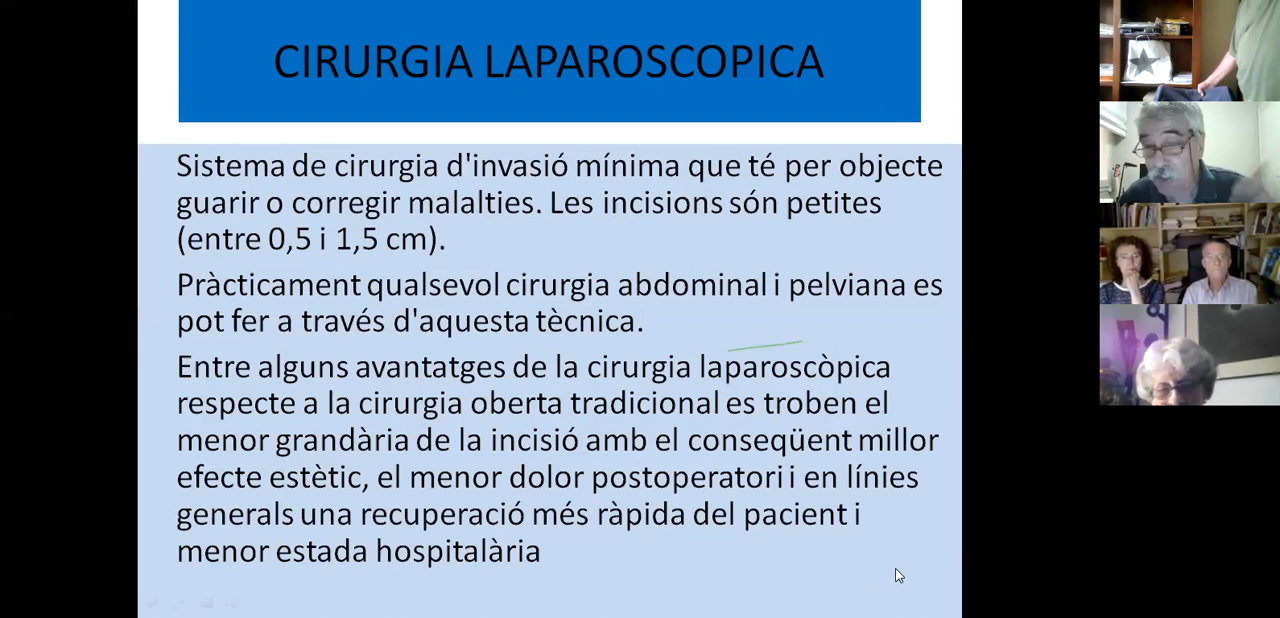 CIRURGIA LAPAROSCOPICA
Sistema de cirurgia d'invasió mínima que té per objecte
guarir o corregir malalties. Les incisions són petites
(entre 0,5 i 1,5 cm).
Pràcticament qualsevol cirurgia abdominal i pelviana es
pot fer a través d'aquesta tècnica.
Entre alguns avantatges de la cirurgia laparoscòpica
respecte a la cirurgia oberta tradicional es troben el
menor grandària de la incisió amb el conseqüent millor
efecte estètic, el menor dolor postoperatori i en línies
generals una recuperació més ràpida del pacient i
menor estada hospitalària